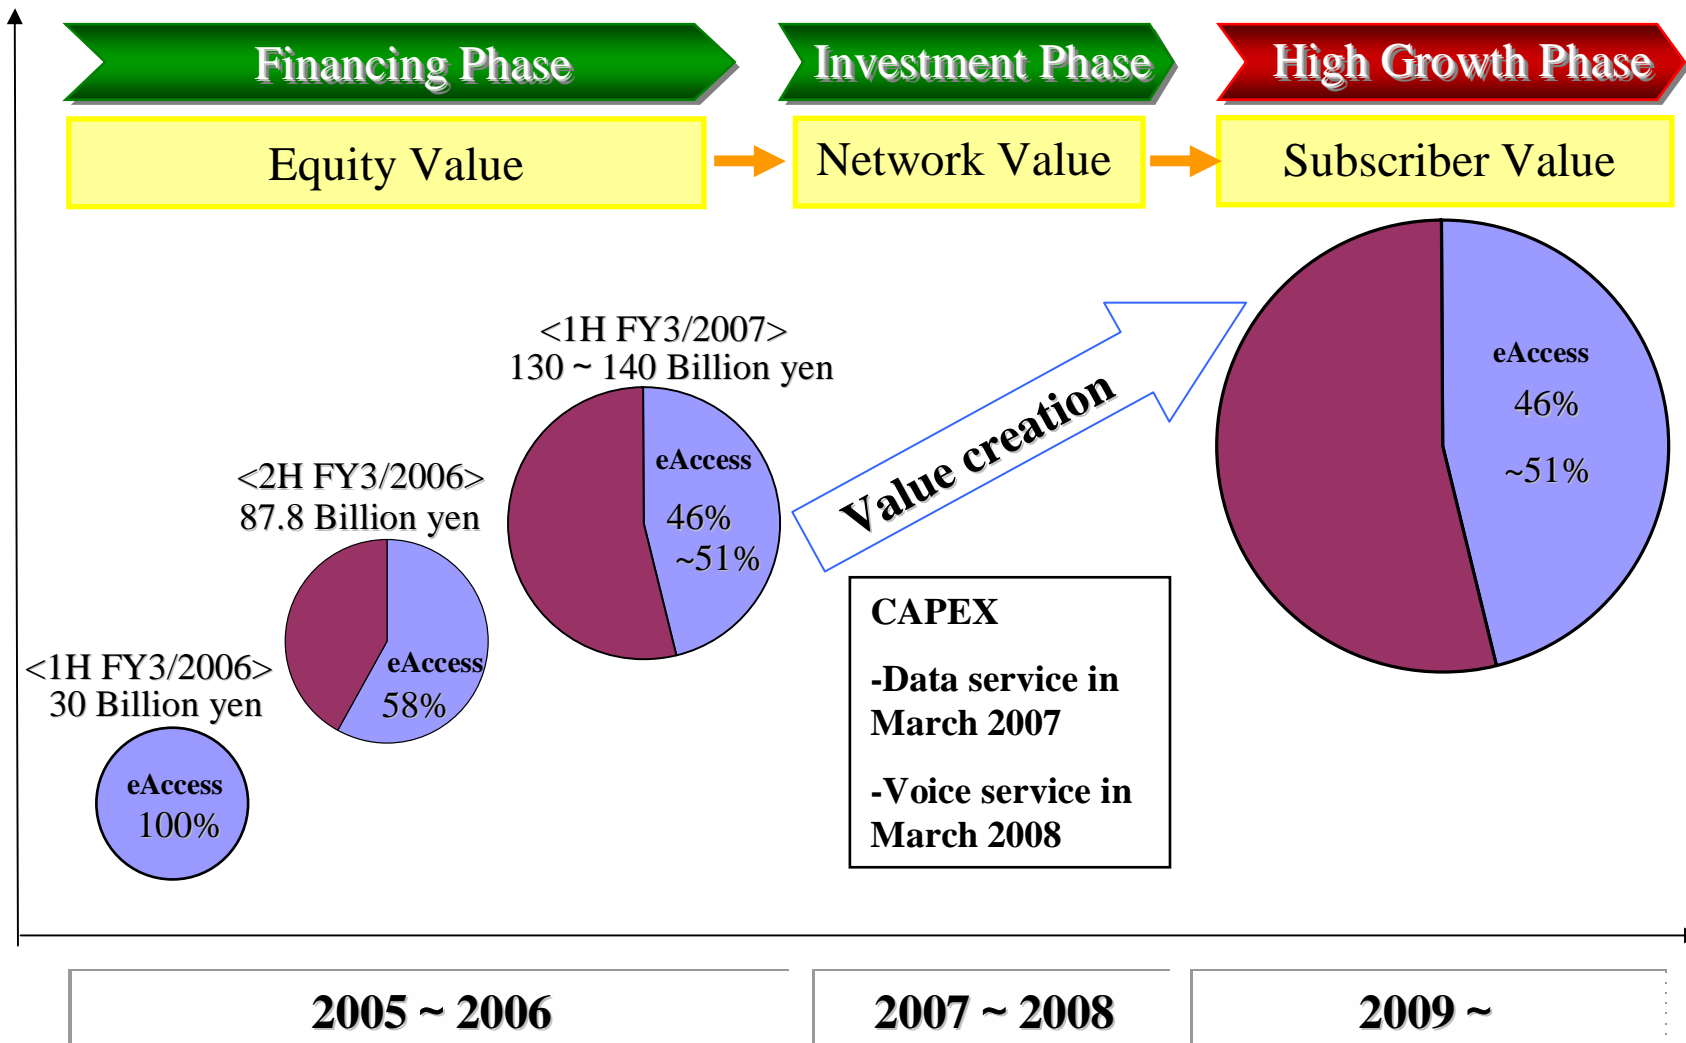 Financing Phase
Investment Phase
High Growth Phase
Equity Value
Network Value
Subscriber Value
<1H FY3/2007>
130 ~ 140 Billion yen
eAccess
46%
~51%
<2H FY3/2006>
87.8 Billion yen
eAccess
58%
<1H FY3/2006>
30 Billion yen
eAccess
100%
Value creation
eAccess
46%
~51%
CAPEX
-Data service in
March 2007
-Voice service in
March 2008
2005 ~ 2006
2007 ~ 2008
2009 ~